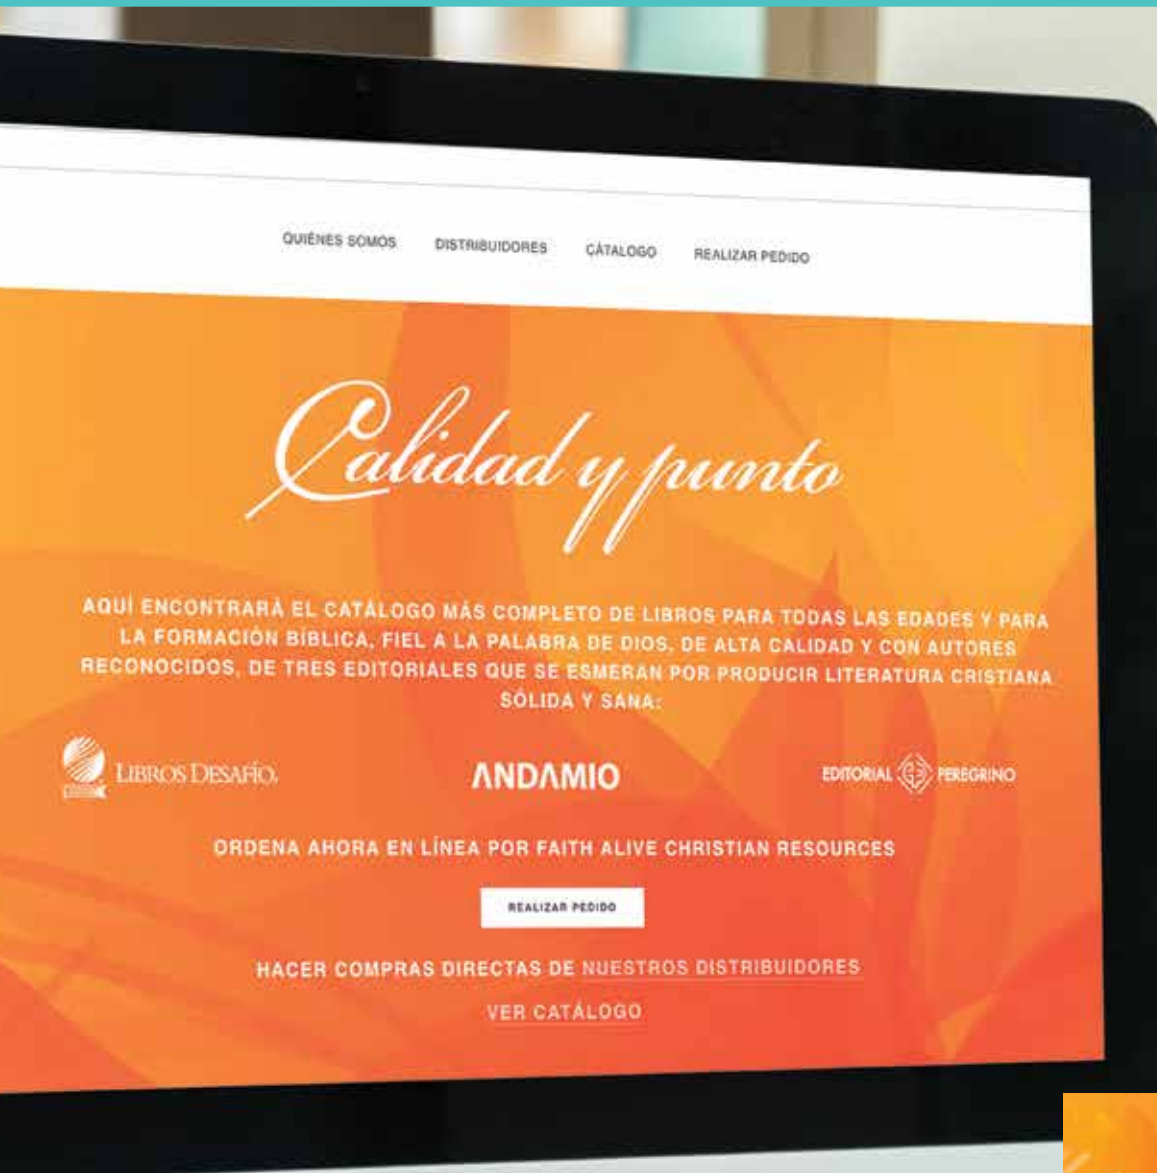 QUIÉNES SOMOS DISTRIBUIDORES CÁTALOGO REALIZAR PEDIDO
Calidad y punto
AQUÍ ENCONTRARÁ EL CATÁLOGO MÁS COMPLETO DE LIBROS PARA TODAS LAS EDADES Y PARA
LA FORMACIÓN BÍBLICA, FIEL A LA PALABRA DE DIOS, DE ALTA CALIDAD Y CON AUTORES
RECONOCIDOS, DE TRES EDITORIALES QUE SE ESMERAN POR PRODUCIR LITERATURA CRISTIANA
SÓLIDA Y SANA:
LIBROS DESAFÍO. ANDAMIO EDITORIAL PEREGRINO
ORDENA AHORA EN LÍNEA POR FAITH ALIVE CHRISTIAN RESOURCES
REALIZAR PEDIDO
HACER COMPRAS DIRECTAS DE NUESTROS DISTRIBUIDORES
VER CATÁLOGO